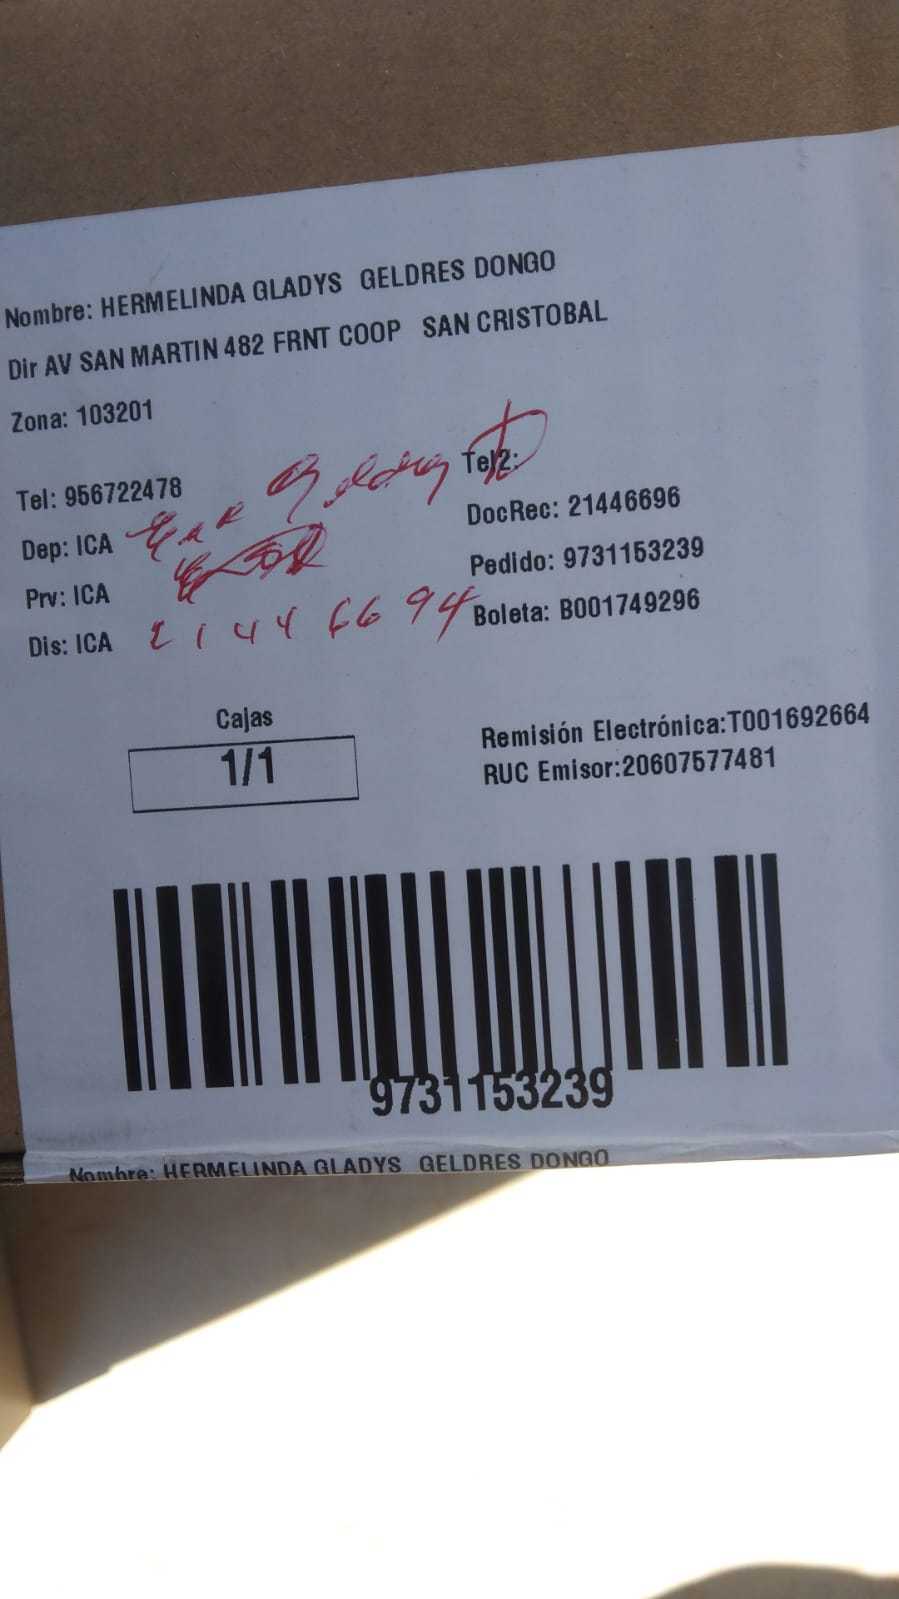 Nombre: HERMELINDA GLADYS GELDRES DONGO
Dir AV SAN MARTIN 482 FRNT COOP SAN CRISTOBAL
Zona: 103201
Tel: 956722478 Tel2:
Dep: ICA DocRec: 21446696
Prv: ICA Pedido: 9731153239
Dis: ICA 21446694 Boleta: B001749296
Cajas
1/1
Remisión Electrónica:T001692664
RUC Emisor:20607577481
9731153239
Nombre: HERMELINDA GLADYS GELDRES DONGO